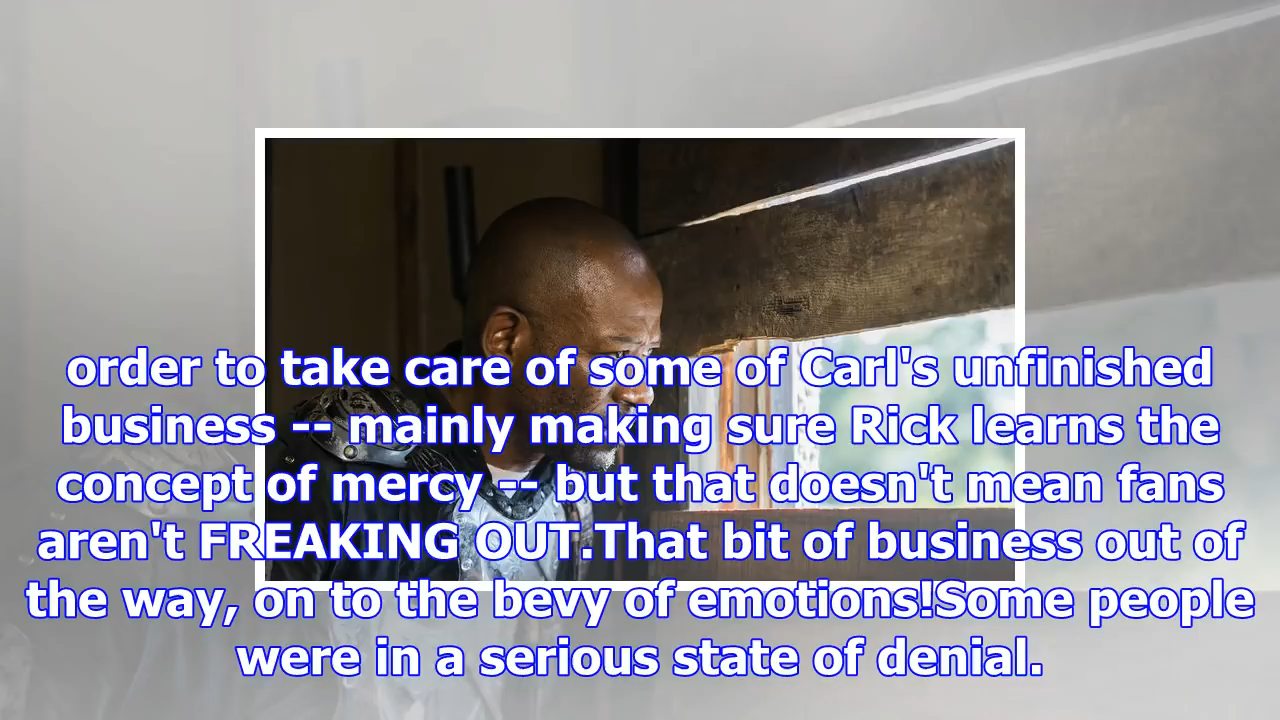 order to take care of some of Carl's unfinished
business -- mainly making sure Rick learns the
concept of mercy -- but that doesn't mean fans
aren't FREAKING OUT.That bit of business out of
the way, on to the bevy of emotions!Some people
were in a serious state of denial.